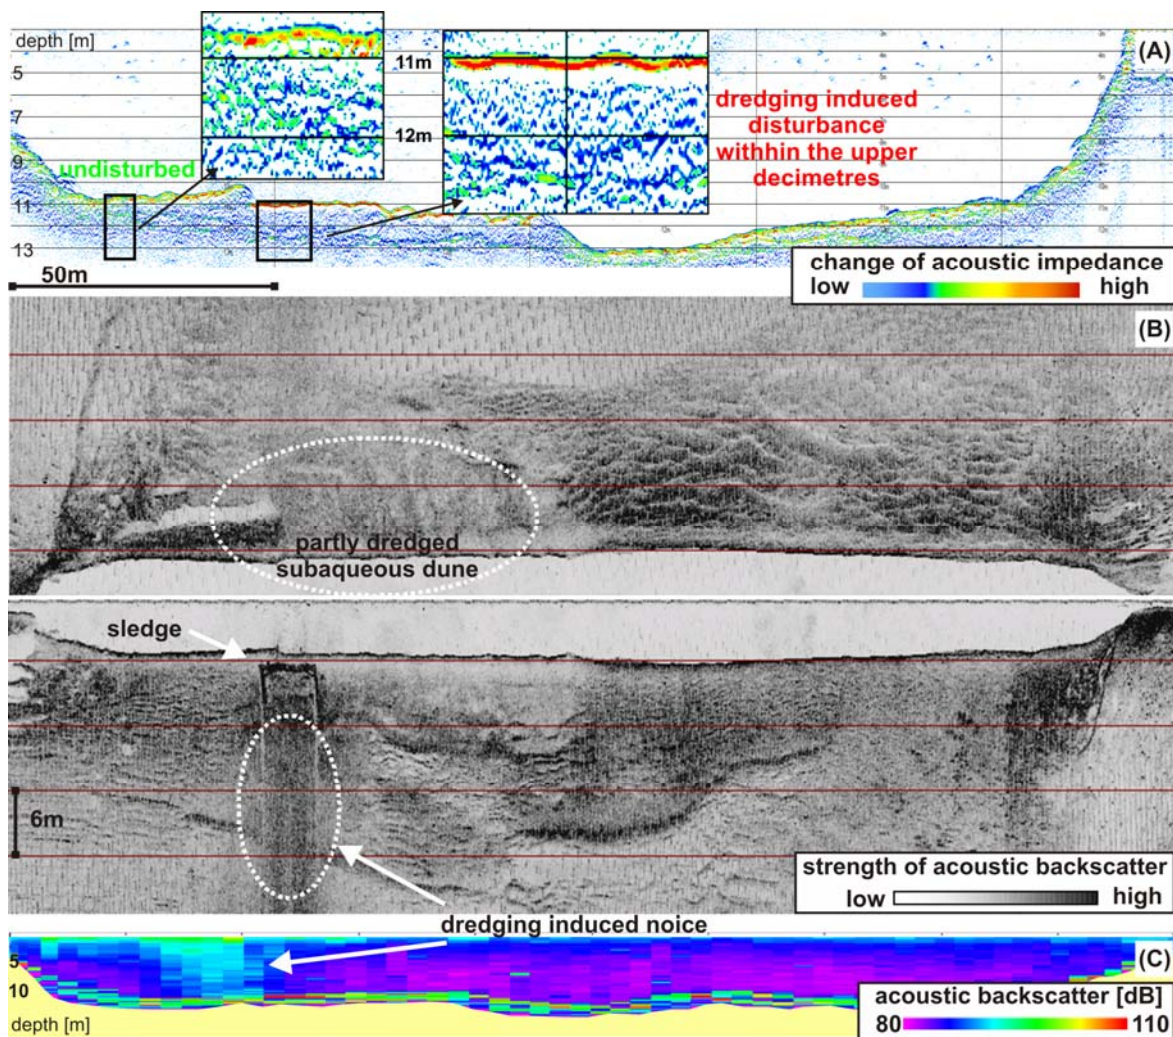 depth [m]
(A)
5
7
9
11
13
11m
12m
undisturbed
dredging induced
disturbance
withhin the upper
decimetres
50m
change of acoustic impedance
low
high
(B)
partly dredged
subaqueous dune
sledge
6m
strength of acoustic backscatter
low
high
dredging induced noice
(C)
5
10
depth [m]
acoustic backscatter [dB]
80
110